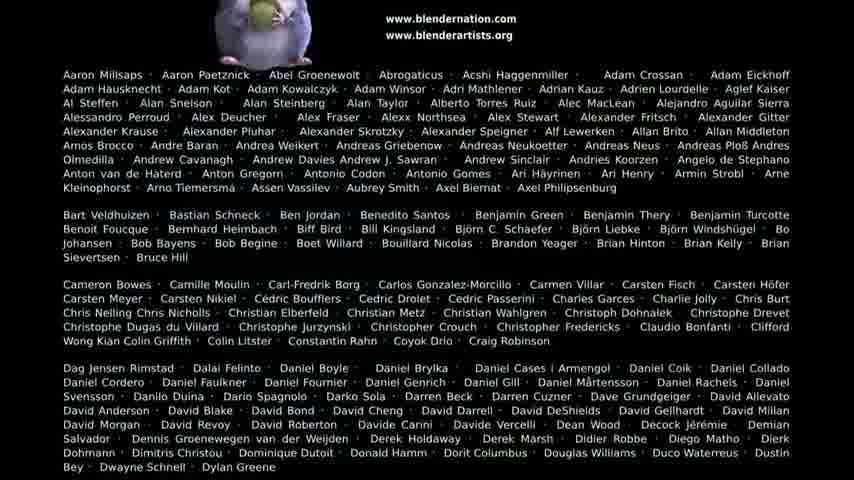 www.blendernation.com
www.blenderartists.org
Aaron Millsaps · Aaron Paetznick · Abel Groenewolt · Abrogaticus · Acshi Haggenmiller · Adam Crossan · Adam Eickhoff
Adam Hausknecht · Adam Kot · Adam Kowalczyk · Adam Winsor · Adri Mathlener · Adrian Kauz · Adrien Lourdelle · Aglef Kaiser
Al Steffen · Alan Snelson · Alan Steinberg · Alan Taylor · Alberto Torres Ruiz · Alec MacLean · Alejandro Aguilar Sierra
Alessandro Perroud · Alex Deucher · Alex Fraser · Alexx Northsea · Alex Stewart · Alexander Fritsch · Alexander Gitter
Alexander Krause · Alexander Pluhar · Alexander Skrotzky · Alexander Speigner · Alf Lewerken · Allan Brito · Allan Middleton
Amos Brocco · Andre Baran · Andrea Weikert · Andreas Griebenow · Andreas Neukoetter · Andreas Neus · Andreas Ploß Andres
Olmedilla · Andrew Cavanagh · Andrew Davies Andrew J. Sawran · Andrew Sinclair · Andries Koorzen · Angelo de Stephano
Anton van de Haterd · Anton Gregorn · Antonio Codon · Antonio Gomes · Ari Häyrinen · Ari Henry · Armin Strobl · Arne
Kleinophorst · Arno Tiemersma · Assen Vassilev · Aubrey Smith · Axel Biernat · Axel Philipsenburg
Bart Veldhuizen · Bastian Schneck · Ben Jordan · Benedito Santos · Benjamin Green · Benjamin Thery · Benjamin Turcotte
Benoit Foucque · Bernhard Heimbach · Biff Bird · Bill Kingsland · Björn C. Schaefer · Björn Liebke · Björn Windshügel · Bo
Johansen · Bob Bayens · Bob Begine · Boet Willard · Bouillard Nicolas · Brandon Yeager · Brian Hinton · Brian Kelly · Brian
Sievertsen · Bruce Hill
Cameron Bowes · Camille Moulin · Carl-Fredrik Borg · Carlos Gonzalez-Morcillo · Carmen Villar · Carsten Fisch · Carsten Höfer
Carsten Meyer · Carsten Nikiel · Cédric Boufflers · Cedric Drolet · Cedric Passerini · Charles Garces · Charlie Jolly · Chris Burt
Chris Nelling Chris Nicholls · Christian Elberfeld · Christian Metz · Christian Wahlgren · Christoph Dohnalek · Christophe Drevet
Christophe Dugas du Villard · Christophe Jurzynski · Christopher Crouch · Christopher Fredericks · Claudio Bonfanti · Clifford
Wong Kian Colin Griffith · Colin Litster · Constantin Rahn · Coyok Drio · Craig Robinson
Dag Jensen Rimstad · Dalai Felinto · Daniel Boyle · Daniel Brylka · Daniel Cases i Armengol · Daniel Coik · Daniel Collado
Daniel Cordero · Daniel Faulkner · Daniel Fournier · Daniel Genrich · Daniel Gill · Daniel Mårtensson · Daniel Rachels · Daniel
Svensson · Danilo Duina · Dario Spagnolo · Darko Sola · Darren Beck · Darren Cuzner · Dave Grundgeiger · David Allevato
David Anderson · David Blake · David Bond · David Cheng · David Darrell · David DeShields · David Gellhardt · David Millan
David Morgan · David Revoy · David Roberton · Davide Canni · Davide Vercelli · Dean Wood · Decock Jérémie · Demian
Salvador · Dennis Groenewegen van der Weijden · Derek Holdaway · Derek Marsh · Didier Robbe · Diego Matho · Dierk
Dohmann · Dimitris Christou · Dominique Dutoit · Donald Hamm · Dorit Columbus · Douglas Williams · Duco Waterreus · Dustin
Bey · Dwayne Schnell · Dylan Greene